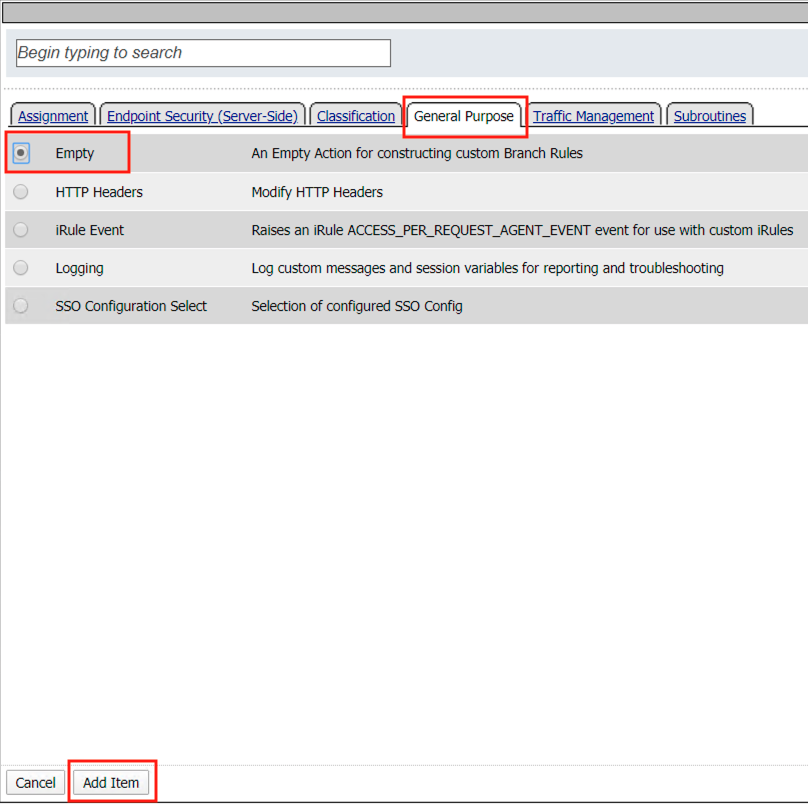 Begin typing to search
Assignment Endpoint Security (Server-Side) Classification General Purpose Traffic Management Subroutines
Empty An Empty Action for constructing custom Branch Rules
HTTP Headers Modify HTTP Headers
iRule Event Raises an iRule ACCESS_PER_REQUEST_AGENT_EVENT event for use with custom iRules
Logging Log custom messages and session variables for reporting and troubleshooting
SSO Configuration Select Selection of configured SSO Config
Cancel Add Item